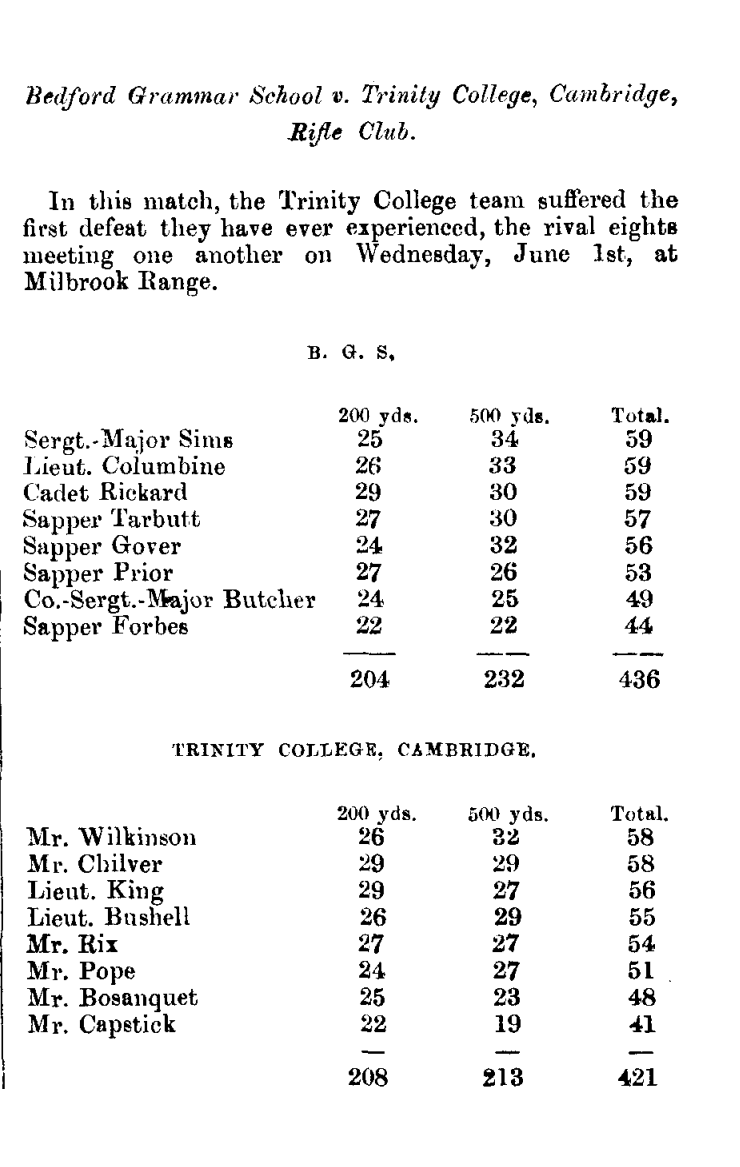 Bedford Grammar School v. Trinity College, Cambridge,
Rifle Club.
In this match, the Trinity College team suffered the
first defeat they have ever experienced, the rival eights
meeting one another on Wednesday, June 1st, at
Milbrook Range.
B. G. S.
200 yds. 500 yds. Total.
Sergt.-Major Sims 25 34 59
Lieut. Columbine 26 33 59
Cadet Rickard 29 30 59
Sapper Tarbutt 27 30 57
Sapper Gover 24 32 56
Sapper Prior 27 26 53
Co.-Sergt.-Major Butcher 24 25 49
Sapper Forbes 22 22 44
204 232 436
TRINITY COLLEGE, CAMBRIDGE.
200 yds. 500 yds. Total.
Mr. Wilkinson 26 32 58
Mr. Chilver 29 29 58
Lieut. King 29 27 56
Lieut. Bushell 26 29 55
Mr. Rix 27 27 54
Mr. Pope 24 27 51
Mr. Bosanquet 25 23 48
Mr. Capstick 22 19 41
208 213 421